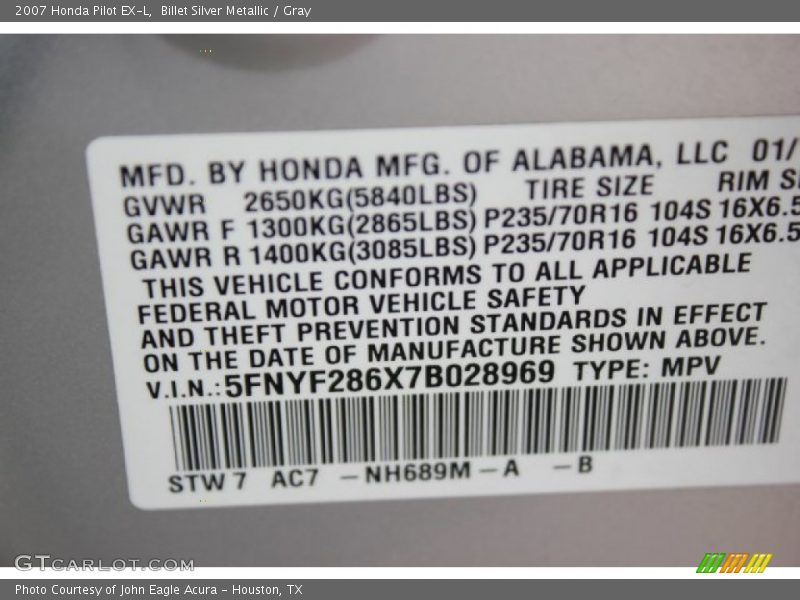 2007 Honda Pilot EX-L, Billet Silver Metallic / Gray
MFD. BY HONDA MFG. OF ALABAMA, LLC 01/
GVWR 2650KG(5840LBS) TIRE SIZE RIM
GAWR F 1300KG(2865LBS) P235/70R16 104S 16X6.5
GAWR R 1400KG(3085LBS) P235/70R16 104S 16X6.5
THIS VEHICLE CONFORMS TO ALL APPLICABLE
FEDERAL MOTOR VEHICLE SAFETY
AND THEFT PREVENTION STANDARDS IN EFFECT
ON THE DATE OF MANUFACTURE SHOWN ABOVE.
V.I.N.: 5FNYF286X7B028969 TYPE: MPV
STW 7 AC7 -NH689M-A -B
GTCARLOT.COM
Photo Courtesy of John Eagle Acura - Houston, TX